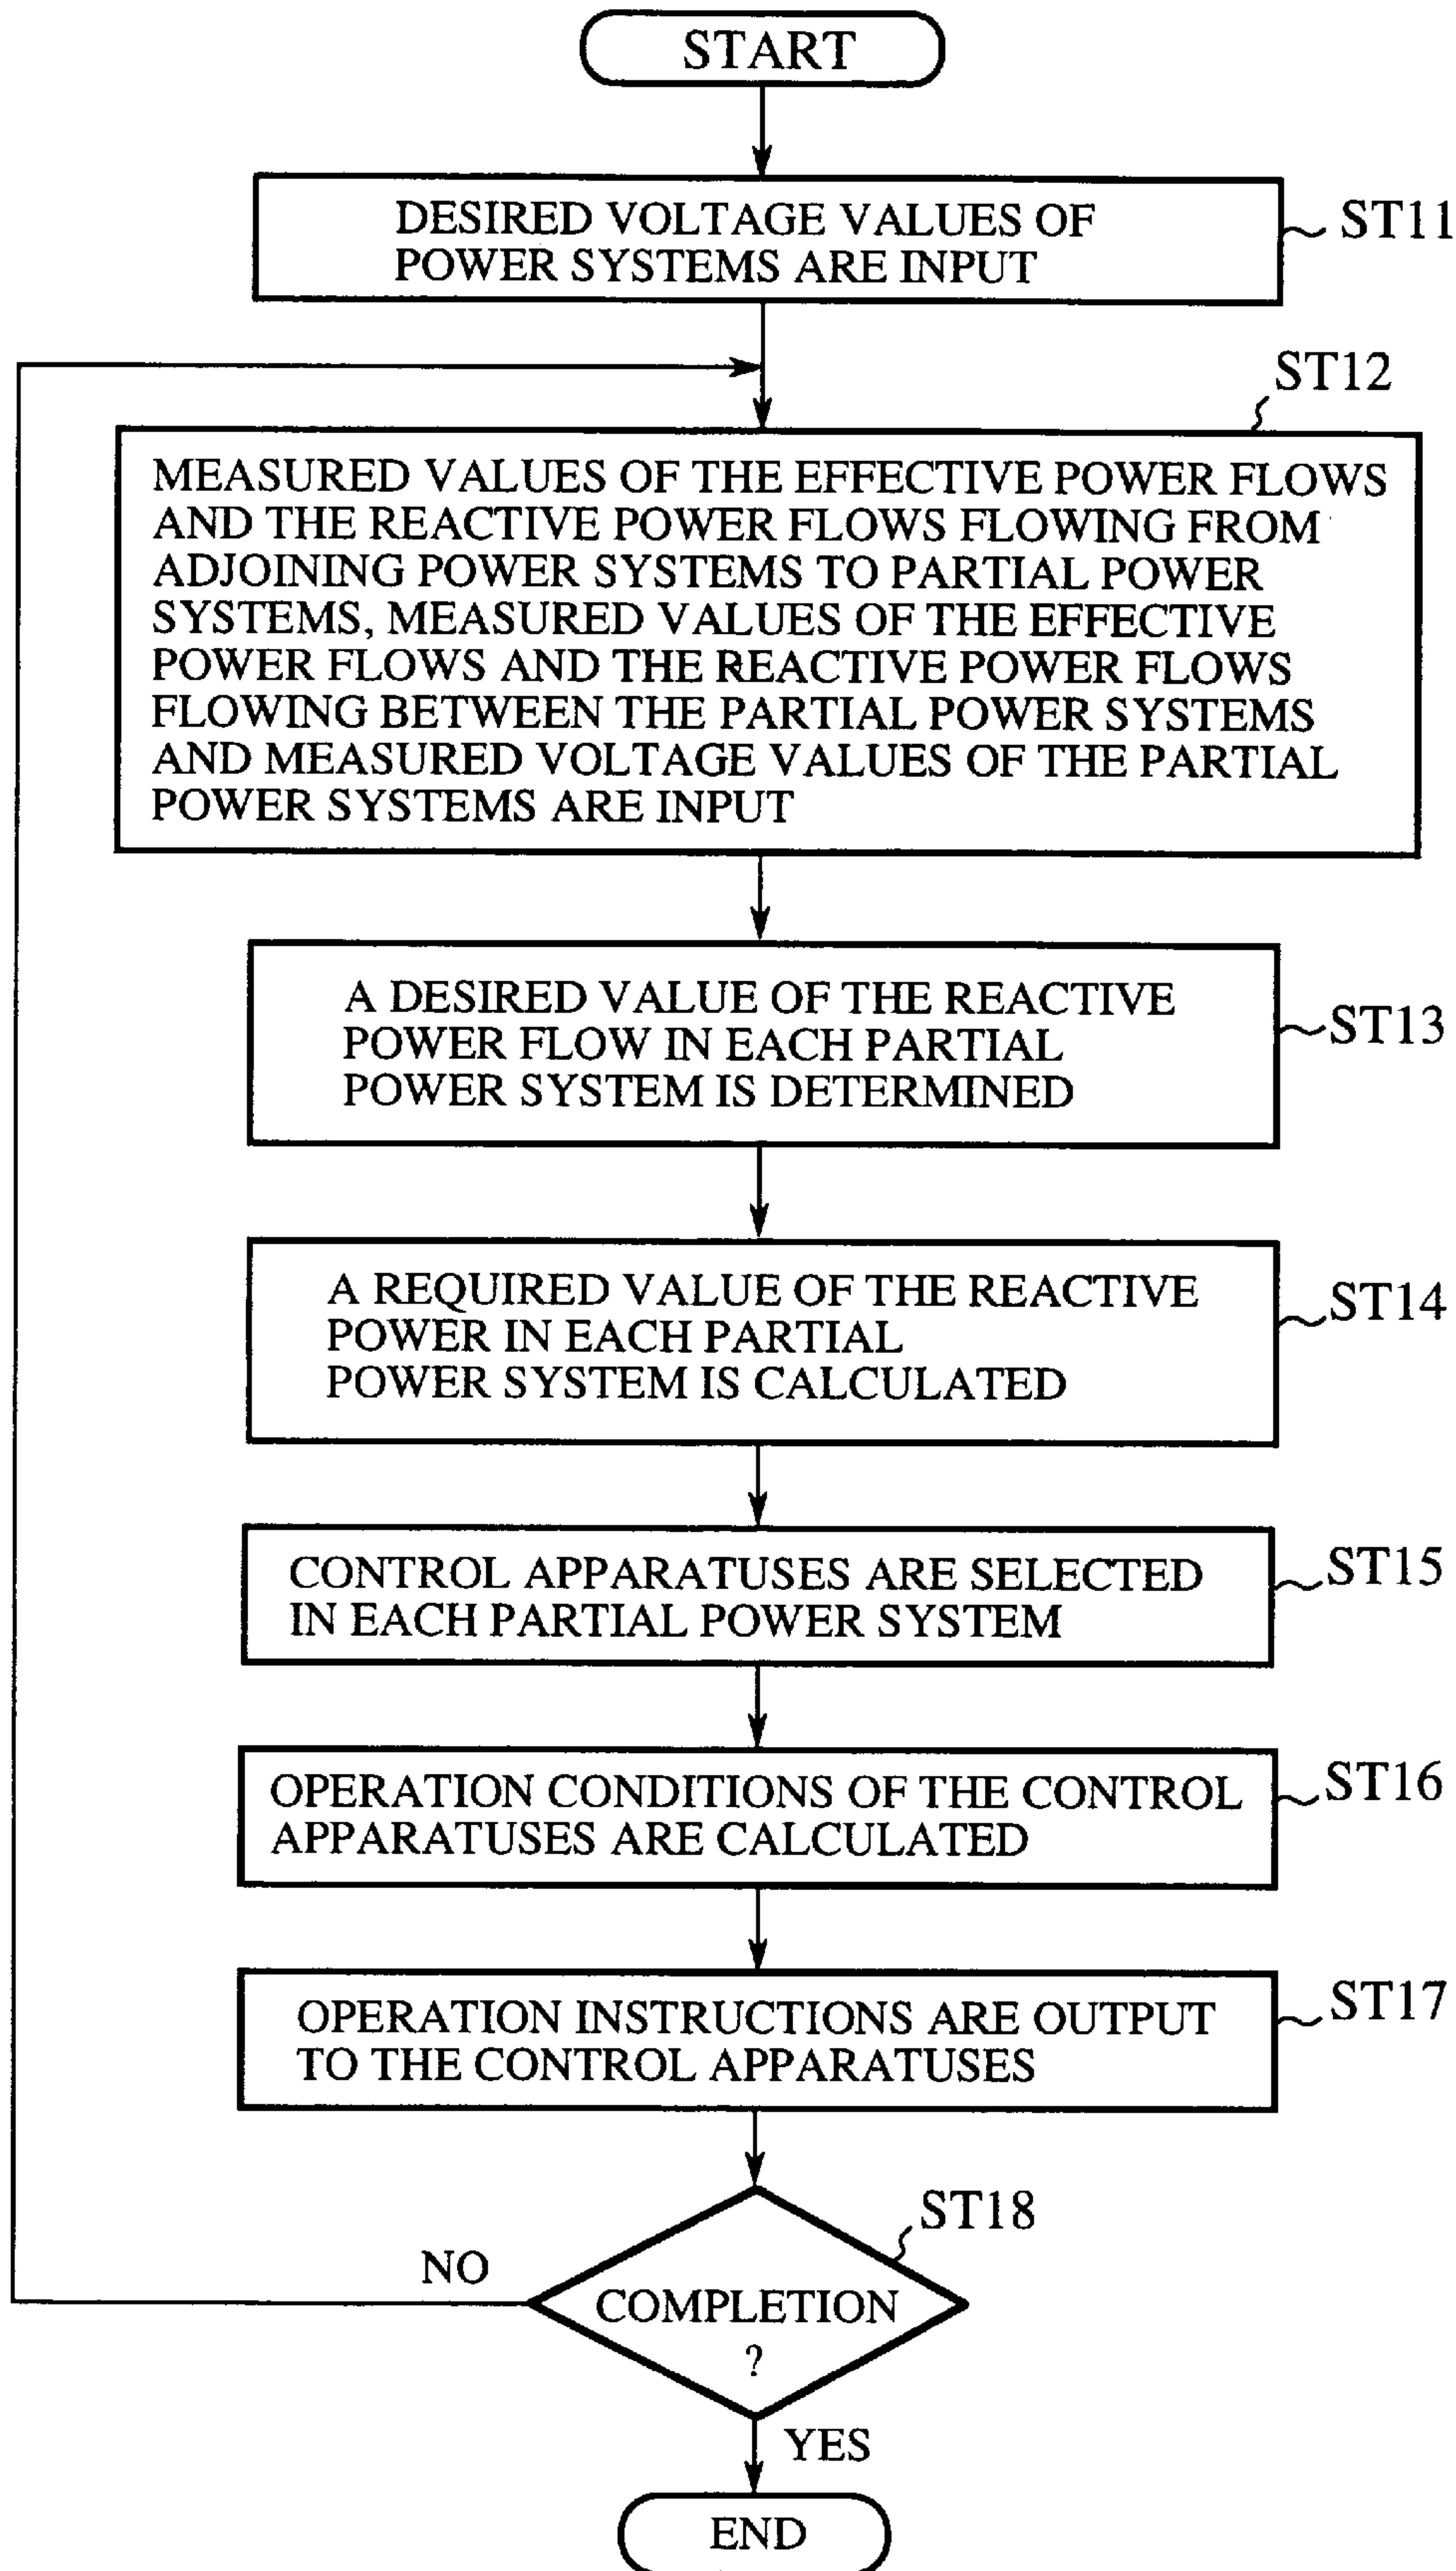 START
DESIRED VOLTAGE VALUES OF
POWER SYSTEMS ARE INPUT
ST11
ST12
MEASURED VALUES OF THE EFFECTIVE POWER FLOWS
AND THE REACTIVE POWER FLOWS FLOWING FROM
ADJOINING POWER SYSTEMS TO PARTIAL POWER
SYSTEMS, MEASURED VALUES OF THE EFFECTIVE
POWER FLOWS AND THE REACTIVE POWER FLOWS
FLOWING BETWEEN THE PARTIAL POWER SYSTEMS
AND MEASURED VOLTAGE VALUES OF THE PARTIAL
POWER SYSTEMS ARE INPUT
A DESIRED VALUE OF THE REACTIVE
POWER FLOW IN EACH PARTIAL
POWER SYSTEM IS DETERMINED
ST13
A REQUIRED VALUE OF THE REACTIVE
POWER IN EACH PARTIAL
POWER SYSTEM IS CALCULATED
ST14
CONTROL APPARATUSES ARE SELECTED
IN EACH PARTIAL POWER SYSTEM
ST15
OPERATION CONDITIONS OF THE CONTROL
APPARATUSES ARE CALCULATED
ST16
OPERATION INSTRUCTIONS ARE OUTPUT
TO THE CONTROL APPARATUSES
ST17
ST18
NO
COMPLETION
?
YES
END